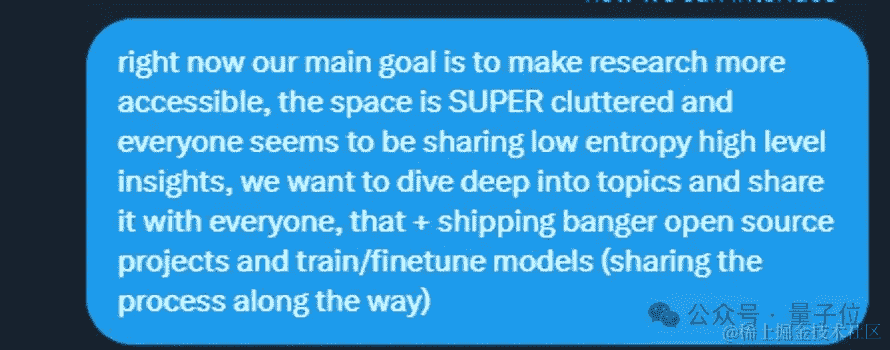 right now our main goal is to make research more
accessible, the space is SUPER cluttered and
everyone seems to be sharing low entropy high level
insights, we want to dive deep into topics and share
it with everyone, that + shipping banger open source
projects and train/finetune models (sharing the
process along the way)
公众号 · 量子位
@稀土掘金技术社区